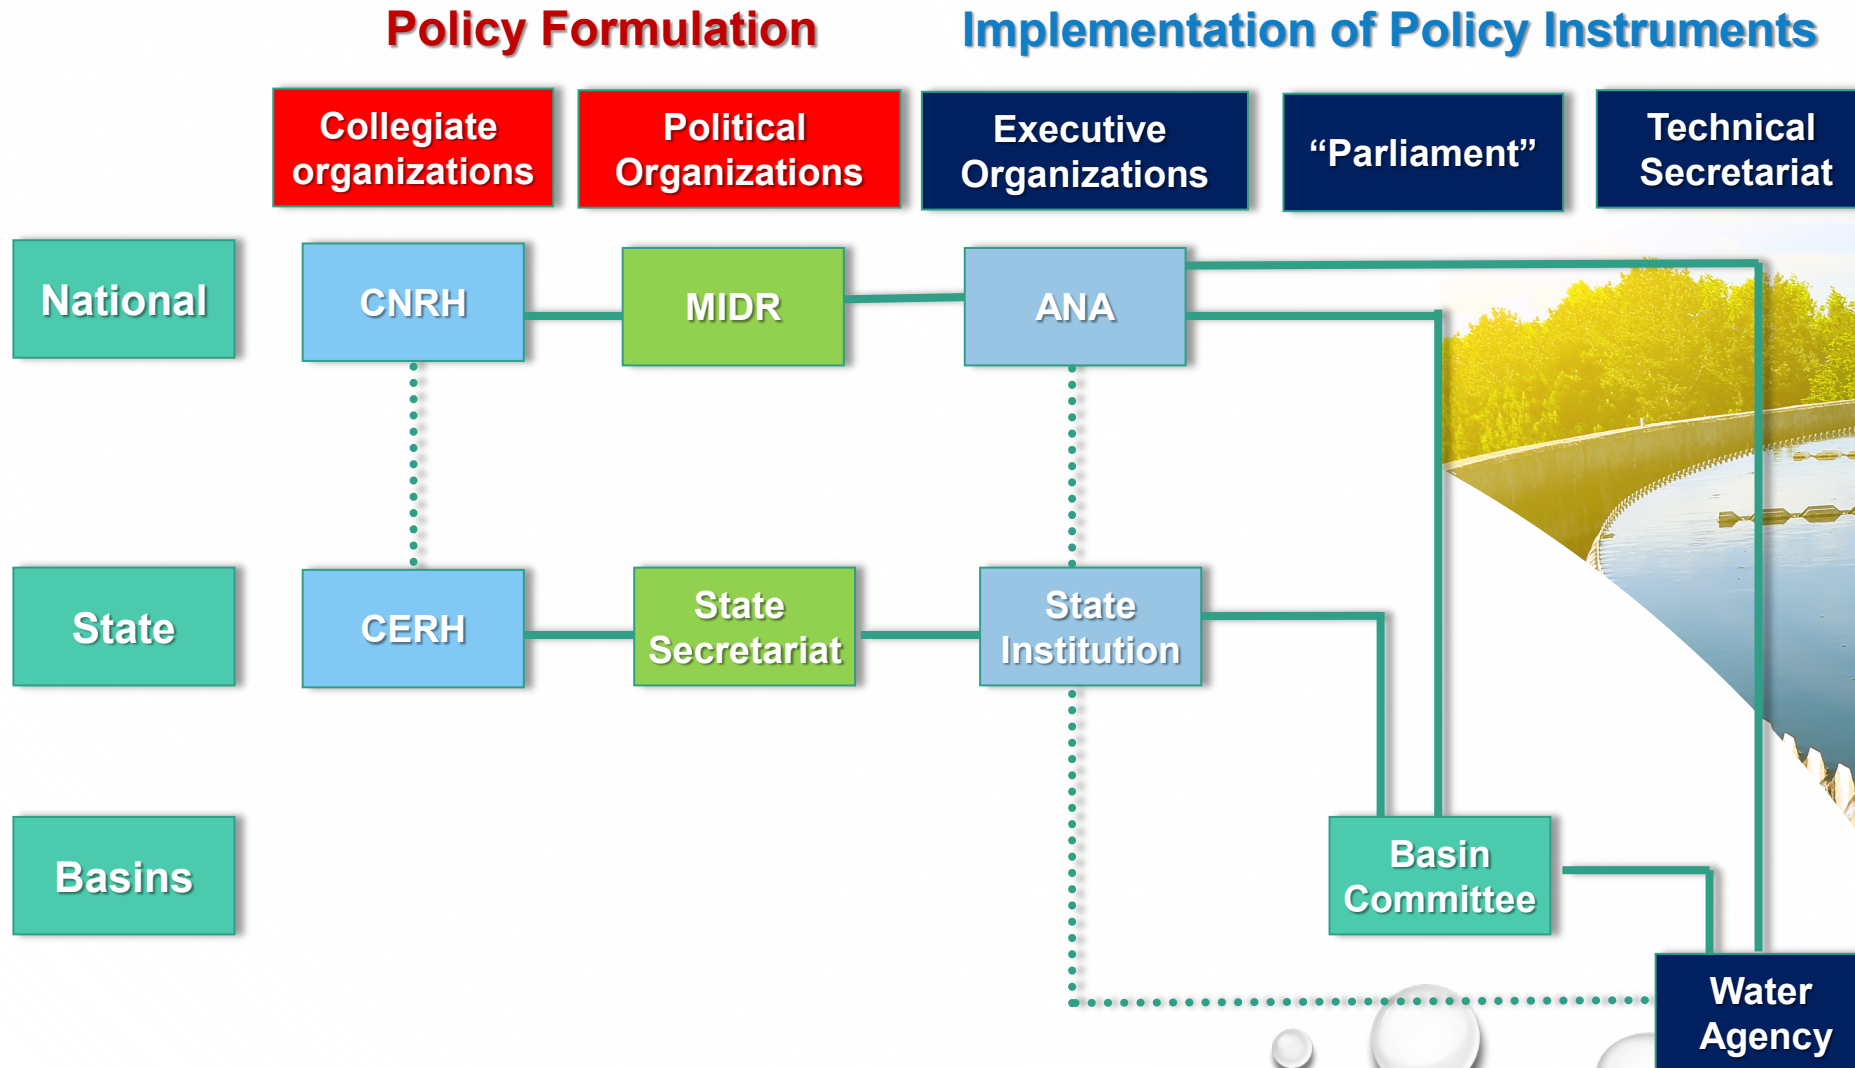 Policy Formulation
Implementation of Policy Instruments
Collegiate
organizations
Political
Organizations
Executive
Organizations
“Parliament”
Technical
Secretariat
National
CNRH
MIDR
ANA
State
CERH
State
Secretariat
State
Institution
Basins
Basin
Committee
Water
Agency